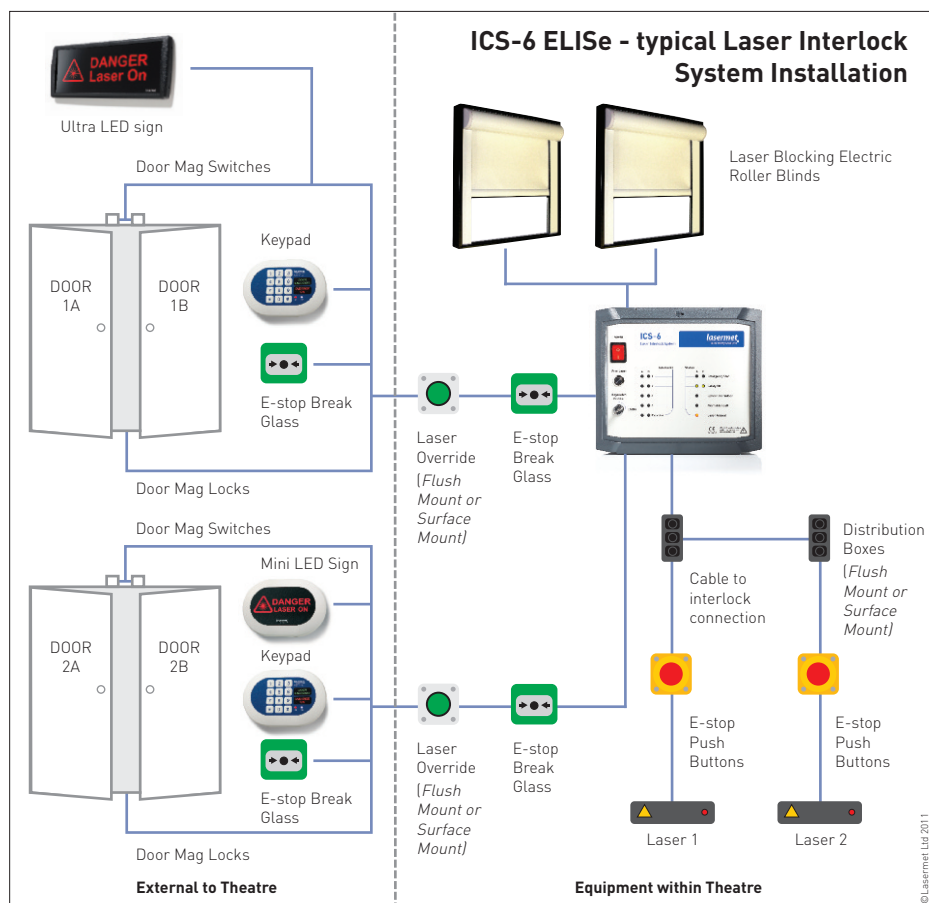 ICS-6 ELISe - typical Laser Interlock
System Installation
DANGER
Laser On
Ultra LED sign
Door Mag Switches
DOOR
1A
DOOR
1B
Keypad
E-stop Break
Glass
Door Mag Locks
Laser Blocking Electric
Roller Blinds
ICS-6
Laser Interlock System
lasermet
Laser
Override
(Flush
Mount or
Surface
Mount)
E-stop
Break
Glass
Door Mag Switches
Mini LED Sign
DANGER
LASER ON
DOOR
2A
DOOR
2B
Keypad
E-stop Break
Glass
Door Mag Locks
Laser
Override
(Flush
Mount or
Surface
Mount)
E-stop
Break
Glass
Cable to
interlock
connection
Distribution
Boxes
(Flush
Mount or
Surface
Mount)
E-stop
Push
Buttons
E-stop
Push
Buttons
Laser 1
Laser 2
External to Theatre
Equipment within Theatre
©Lasermet Ltd 2011